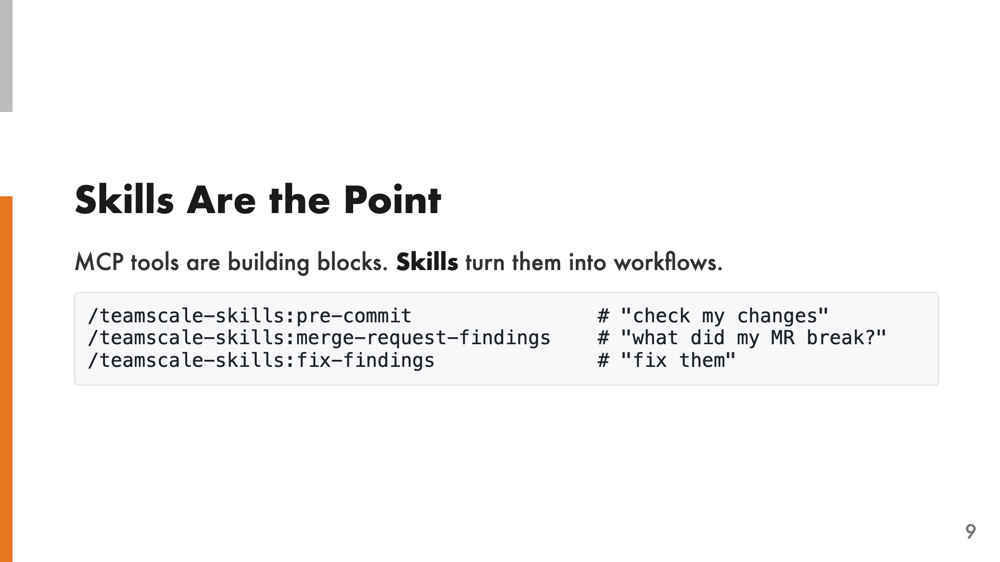 Skills Are the Point
MCP tools are building blocks. Skills turn them into workflows.
/teamscale-skills:pre-commit                # "check my changes"
/teamscale-skills:merge-request-findings    # "what did my MR break?"
/teamscale-skills:fix-findings              # "fix them"
9